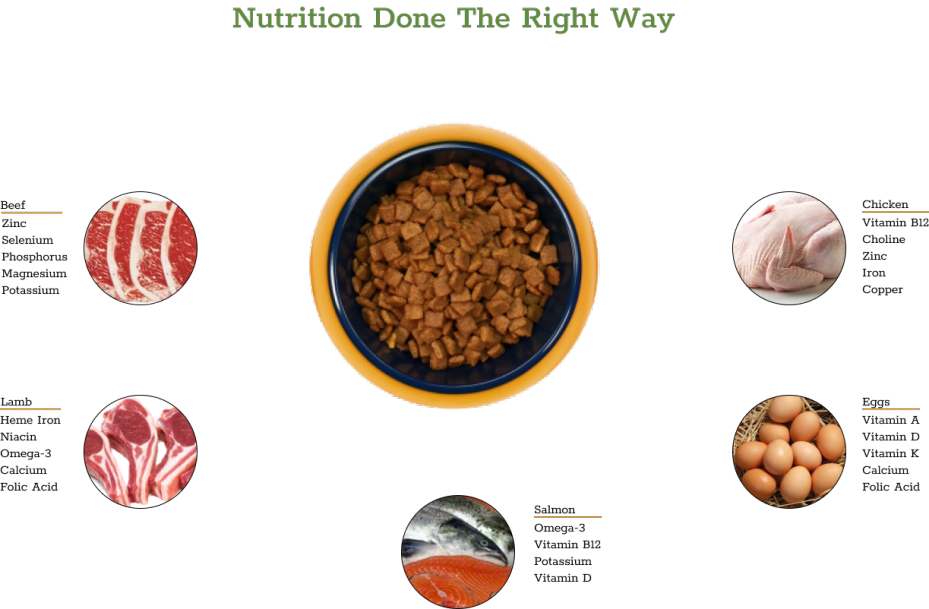 Nutrition Done The Right Way
Beef
Zinc
Selenium
Phosphorus
Magnesium
Potassium
Chicken
Vitamin B12
Choline
Zinc
Iron
Copper
Lamb
Heme Iron
Niacin
Omega-3
Calcium
Folic Acid
Eggs
Vitamin A
Vitamin D
Vitamin K
Calcium
Folic Acid
Salmon
Omega-3
Vitamin B12
Potassium
Vitamin D